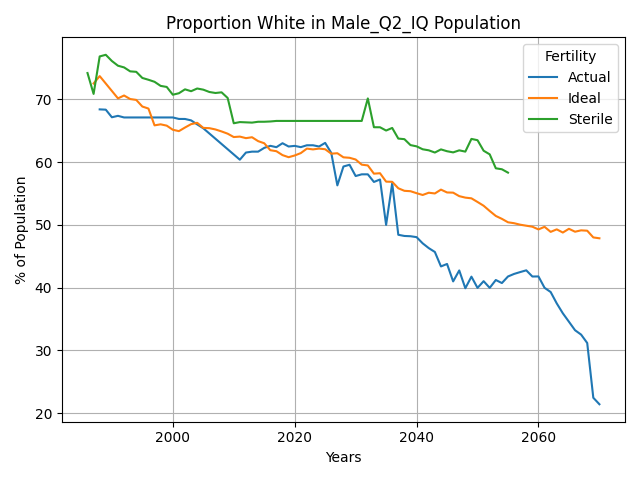 Proportion White in Male_Q2_IQ Population
Fertility
Actual
Ideal
Sterile
% of Population
70
60
50
40
30
20
2000
2020
2040
2060
Years